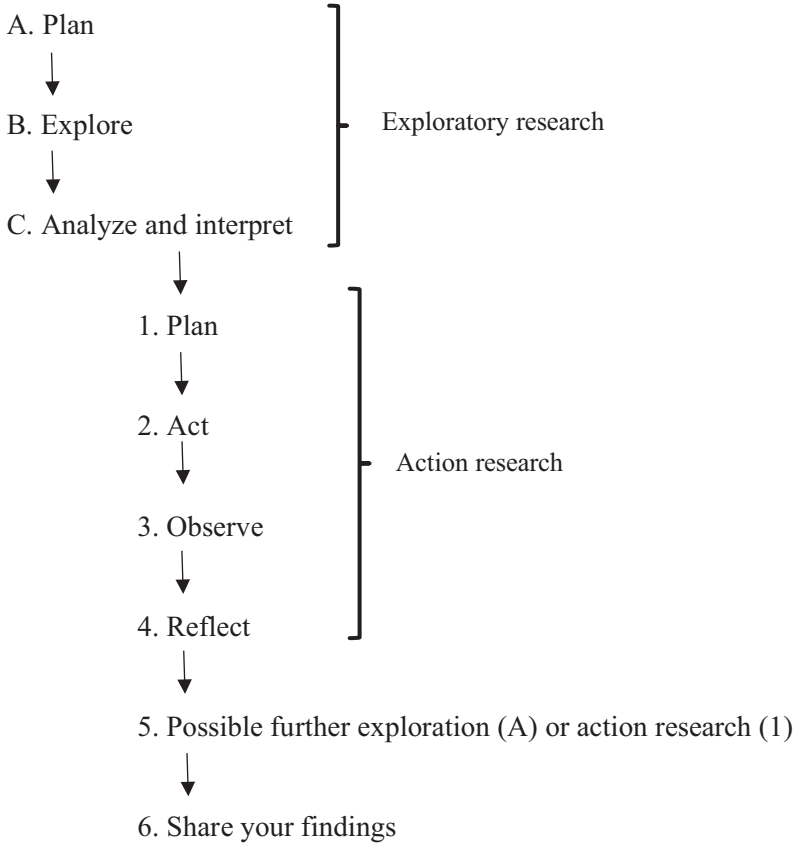 A. Plan
B. Explore
Exploratory research
C. Analyze and interpret
1. Plan
2. Act
Action research
3. Observe
4. Reflect
5. Possible further exploration (A) or action research (1)
6. Share your findings